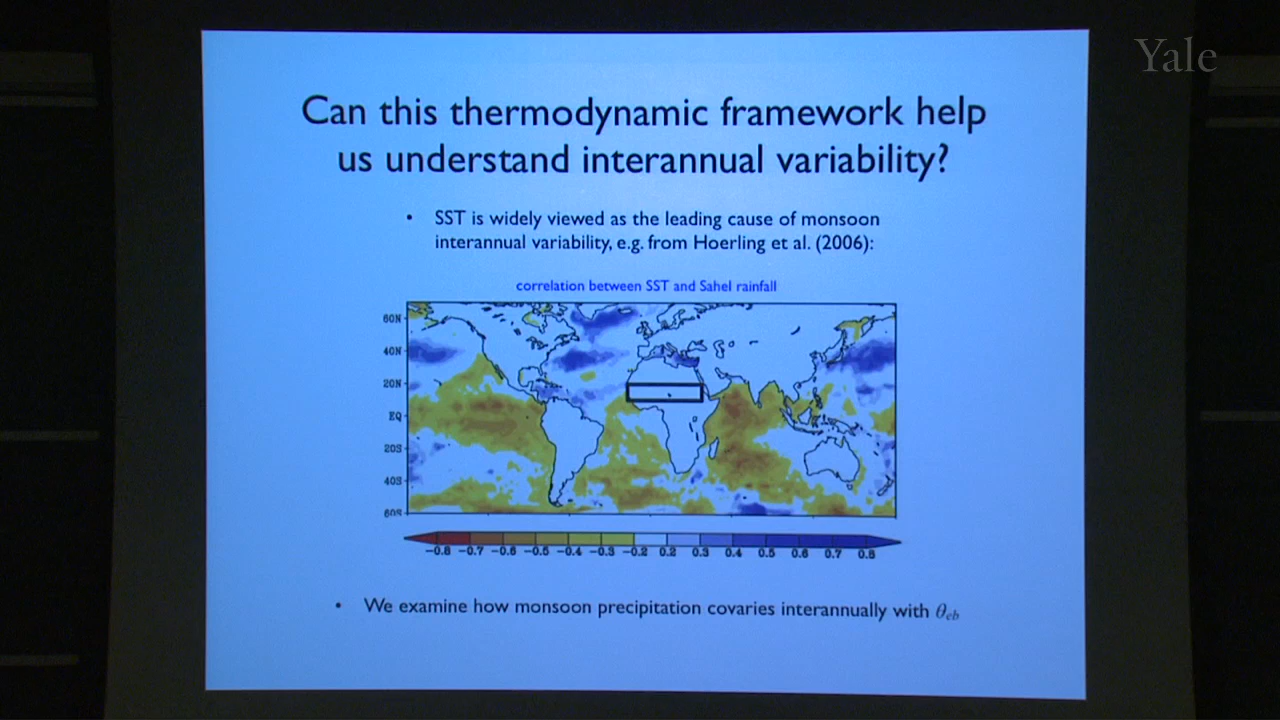 Yale
Can this thermodynamic framework help
us understand interannual variability?
• SST is widely viewed as the leading cause of monsoon
interannual variability, e.g. from Hoerling et al. (2006):
correlation between SST and Sahel rainfall
60N
40N
20N
EQ
20S
40S
60S
−0.8 −0.7 −0.6 −0.5 −0.4 −0.3 −0.2 0.2 0.3 0.4 0.5 0.6 0.7 0.8
• We examine how monsoon precipitation covaries interannually with θeb